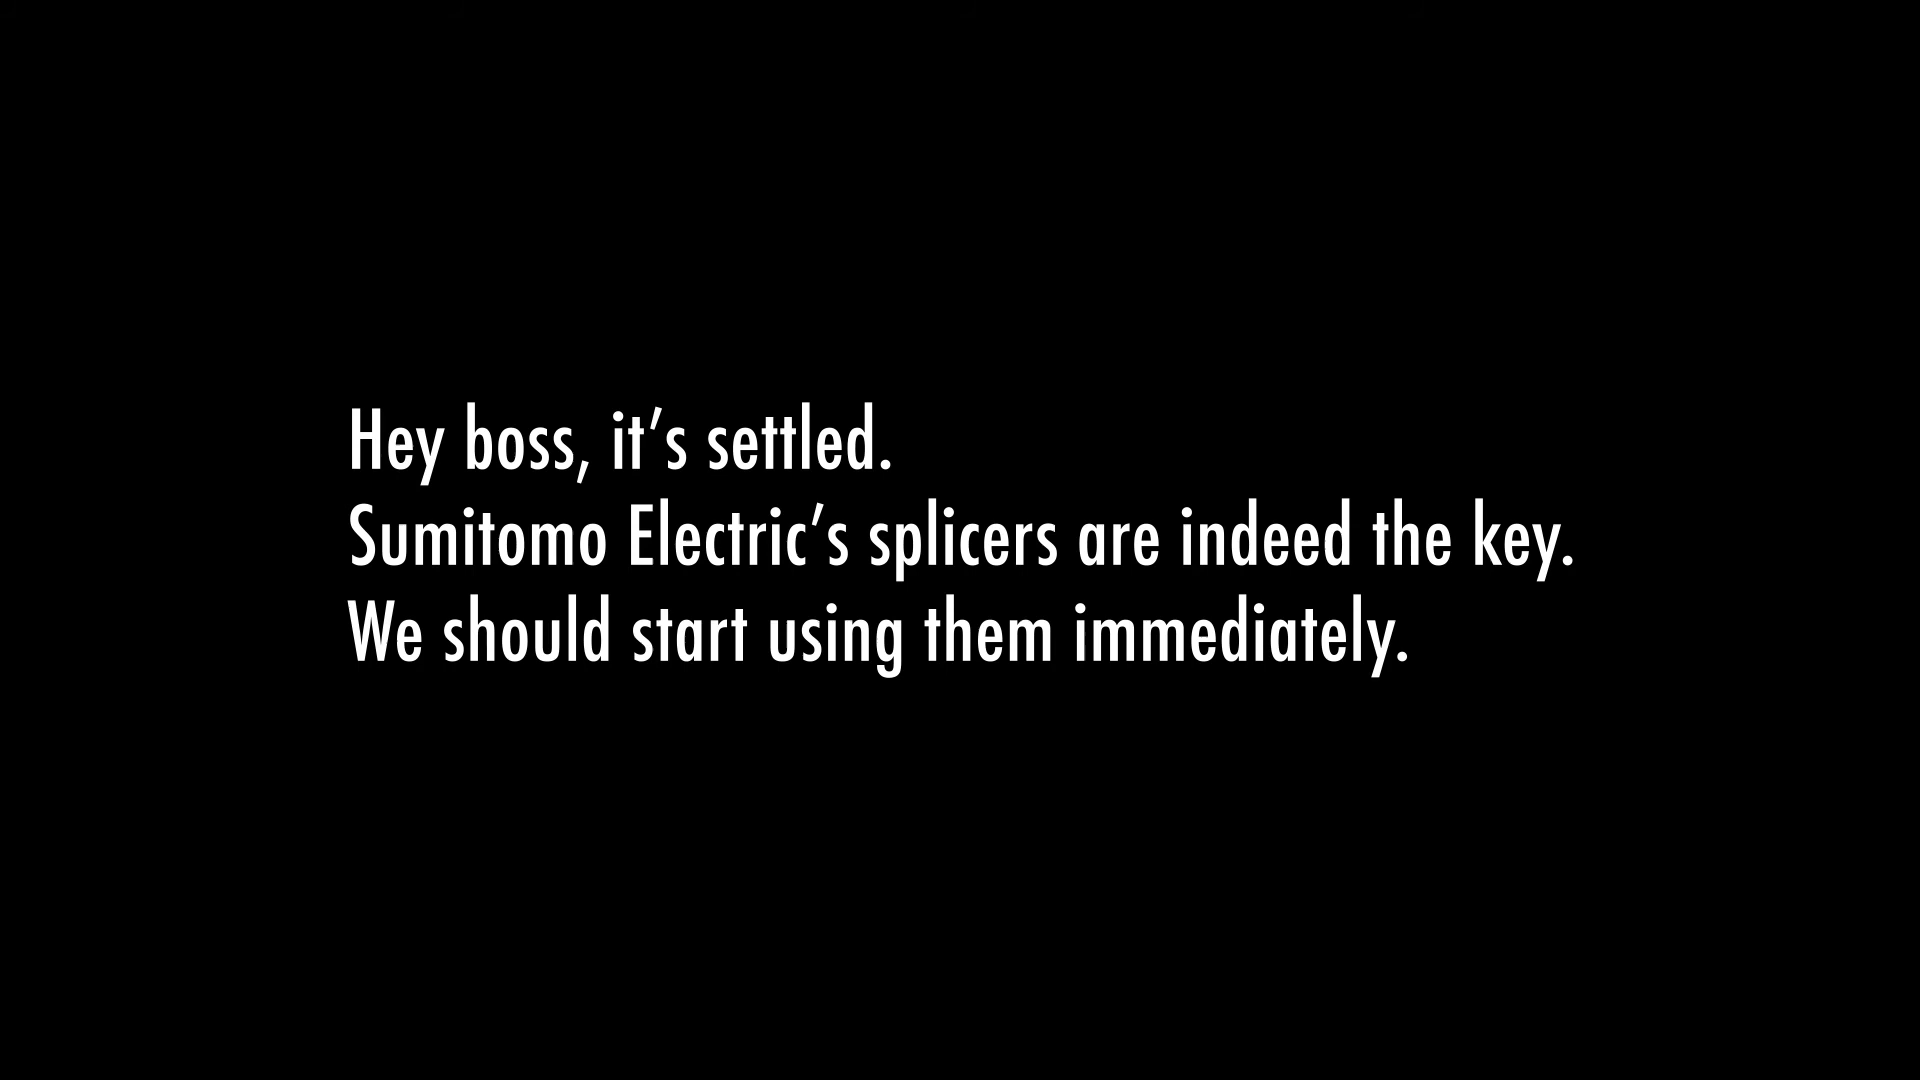 Hey boss, it’s settled.
Sumitomo Electric’s splicers are indeed the key.
We should start using them immediately.